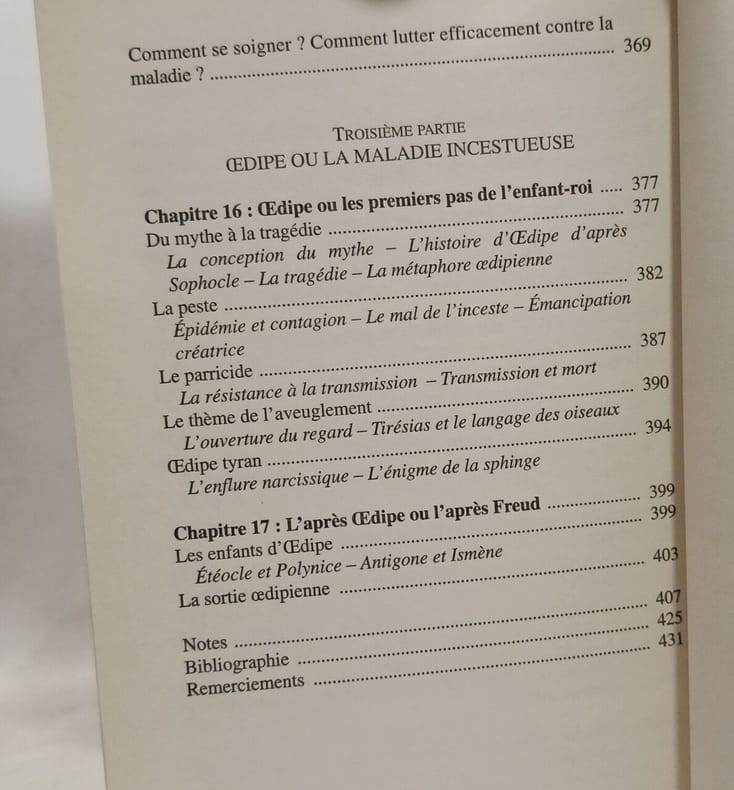 Comment se soigner ? Comment lutter efficacement contre la
maladie ? ........ 369
TROISIÈME PARTIE
ŒDIPE OU LA MALADIE INCESTUEUSE
Chapitre 16 : Œdipe ou les premiers pas de l'enfant-roi ..... 377
Du mythe à la tragédie ........ 377
La conception du mythe – L'histoire d'Œdipe d'après
Sophocle – La tragédie – La métaphore œdipienne
La peste ........ 382
Épidémie et contagion – Le mal de l'inceste – Émancipation
créatrice
Le parricide ........ 387
La résistance à la transmission – Transmission et mort
Le thème de l'aveuglement ........ 390
L'ouverture du regard – Tirésias et le langage des oiseaux
Œdipe tyran ........ 394
L'enflure narcissique – L'énigme de la sphinge
Chapitre 17 : L'après Œdipe ou l'après Freud ........ 399
Les enfants d'Œdipe ........ 399
Étéocle et Polynice – Antigone et Ismène
La sortie œdipienne ........ 403
Notes ........ 407
Bibliographie ........ 425
Remerciements ........ 431